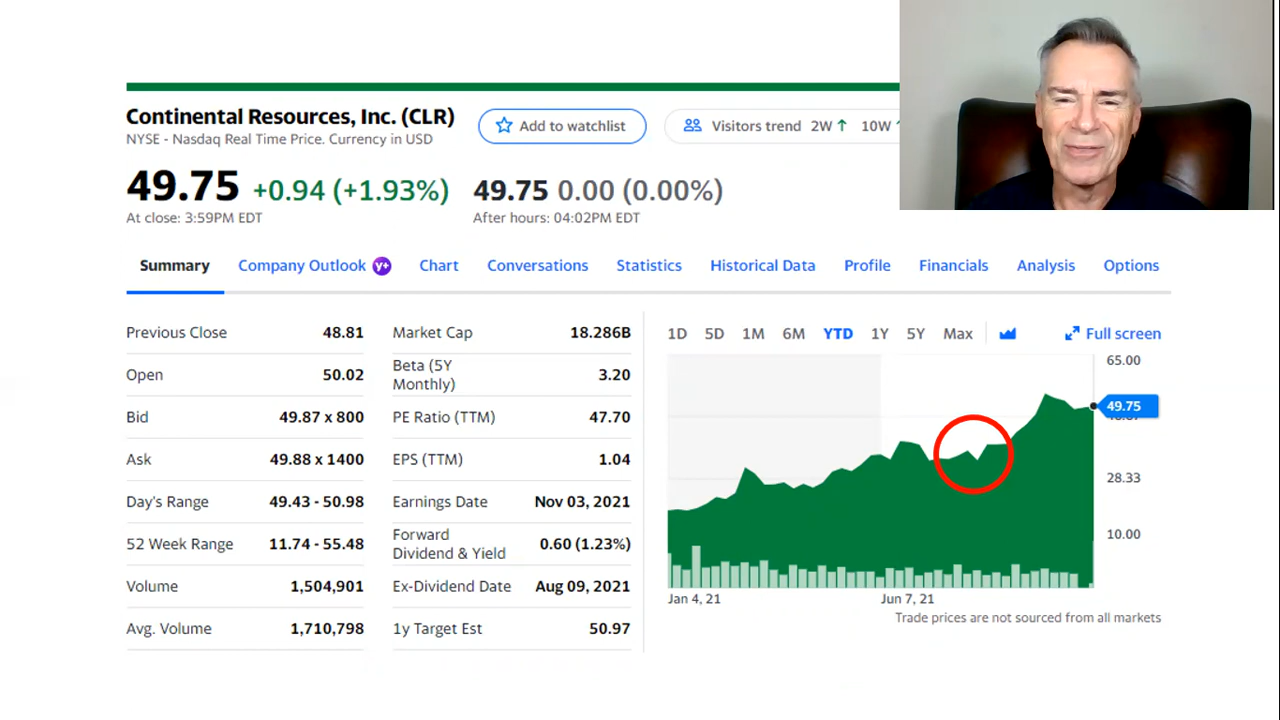 Continental Resources, Inc. (CLR)
Add to watchlist
Visitors trend 2W↑ 10W
NYSE - Nasdaq Real Time Price. Currency in USD
49.75 +0.94 (+1.93%)
49.75 0.00 (0.00%)
At close: 3:59PM EDT
After hours: 04:02PM EDT
Summary
Company Outlook y+
Chart
Conversations
Statistics
Historical Data
Profile
Financials
Analysis
Options
Previous Close 48.81
Open 50.02
Bid 49.87 x 800
Ask 49.88 x 1400
Day's Range 49.43 - 50.98
52 Week Range 11.74 - 55.48
Volume 1,504,901
Avg. Volume 1,710,798
Market Cap 18.286B
Beta (5Y
Monthly) 3.20
PE Ratio (TTM) 47.70
EPS (TTM) 1.04
Earnings Date Nov 03, 2021
Forward
Dividend & Yield 0.60 (1.23%)
Ex-Dividend Date Aug 09, 2021
1y Target Est 50.97
1D 5D 1M 6M YTD 1Y 5Y Max
Full screen
65.00
49.75
28.33
10.00
Jan 4, 21
Jun 7, 21
Trade prices are not sourced from all markets